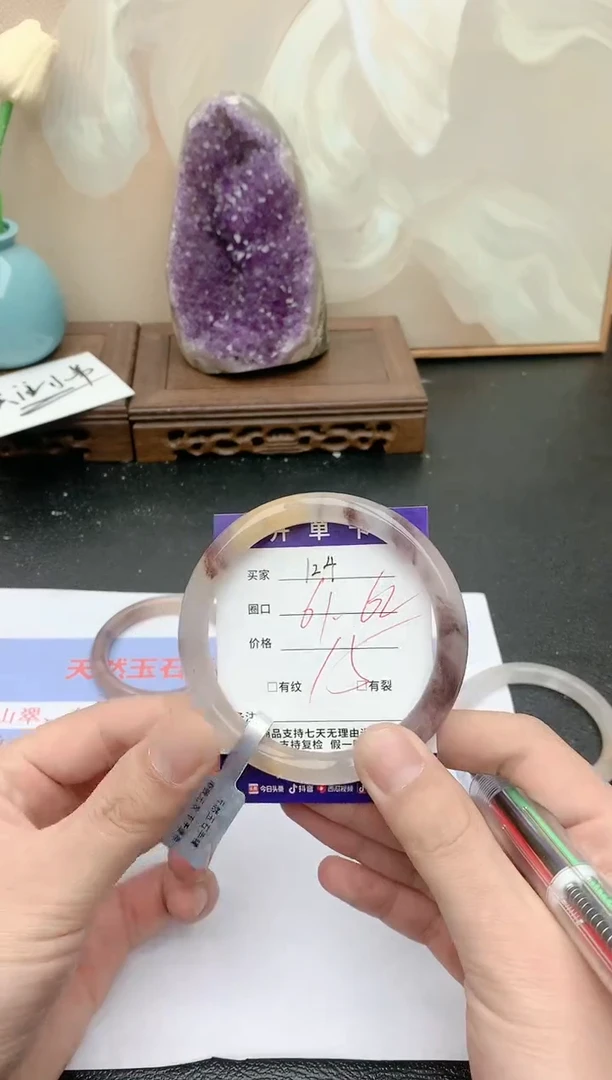 开单卡
买家 124
圈口 61-62
价格 15
□有纹 □有裂
品支持七天无理由
支持复检 假一
今日头条 抖音 西瓜视频
天然玉石
山翠、